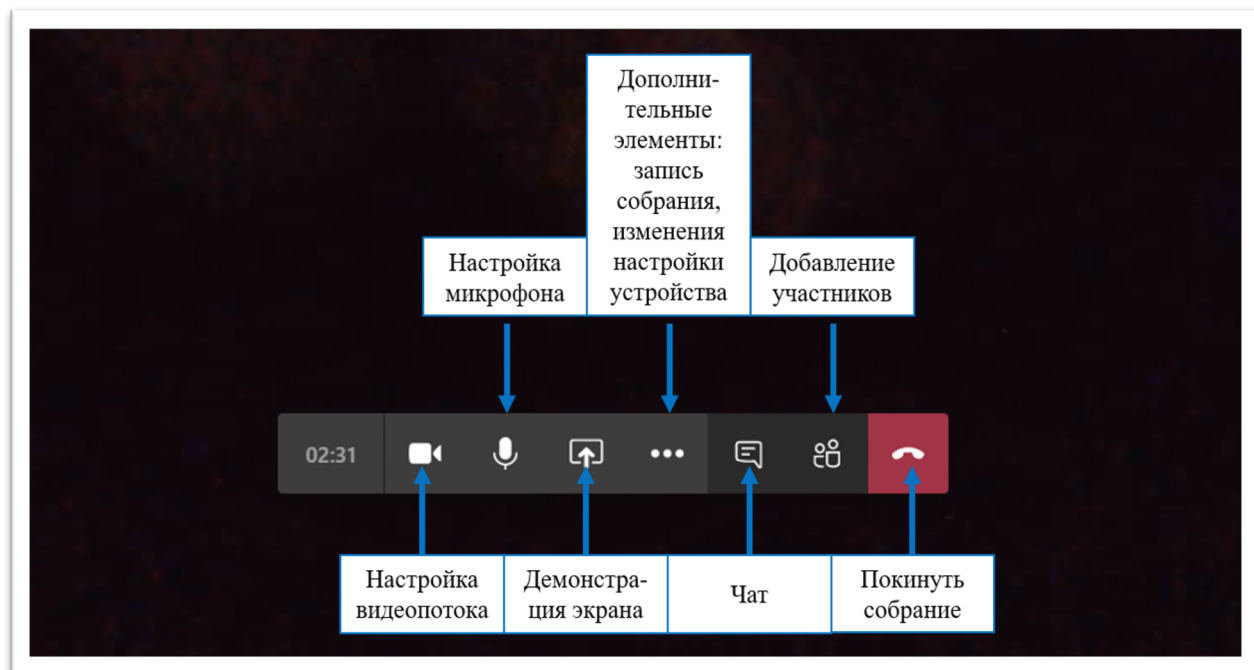 Дополни-
тельные
элементы:
запись
собрания,
изменения
настройки
устройства
Настройка
микрофона
Добавление
участников
02:31
Настройка
видеопотока
Демонстра-
ция экрана
Чат
Покинуть
собрание